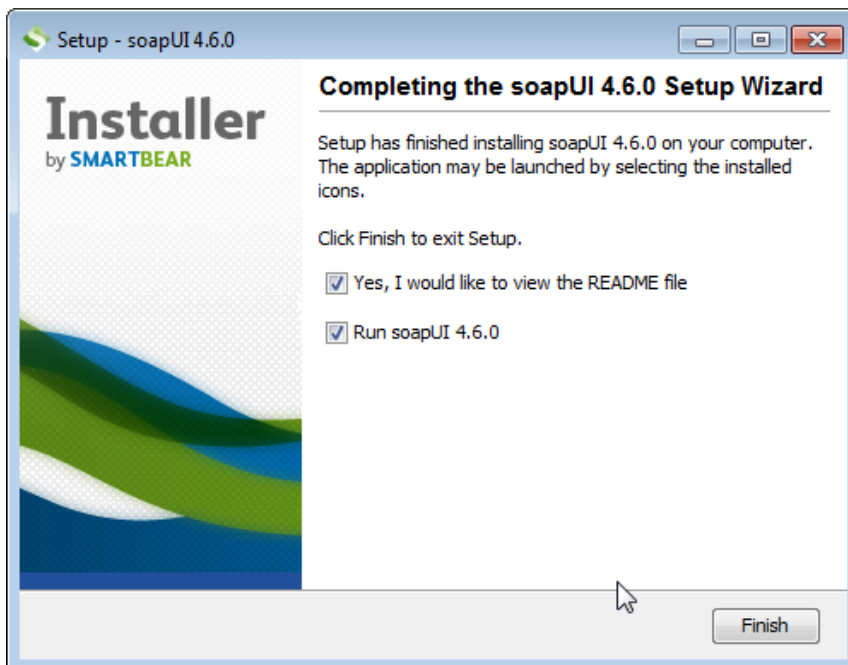 Setup - soapUI 4.6.0
Installer
by SMARTBEAR
Completing the soapUI 4.6.0 Setup Wizard
Setup has finished installing soapUI 4.6.0 on your computer.
The application may be launched by selecting the installed
icons.
Click Finish to exit Setup.
Yes, I would like to view the README file
Run soapUI 4.6.0
Finish